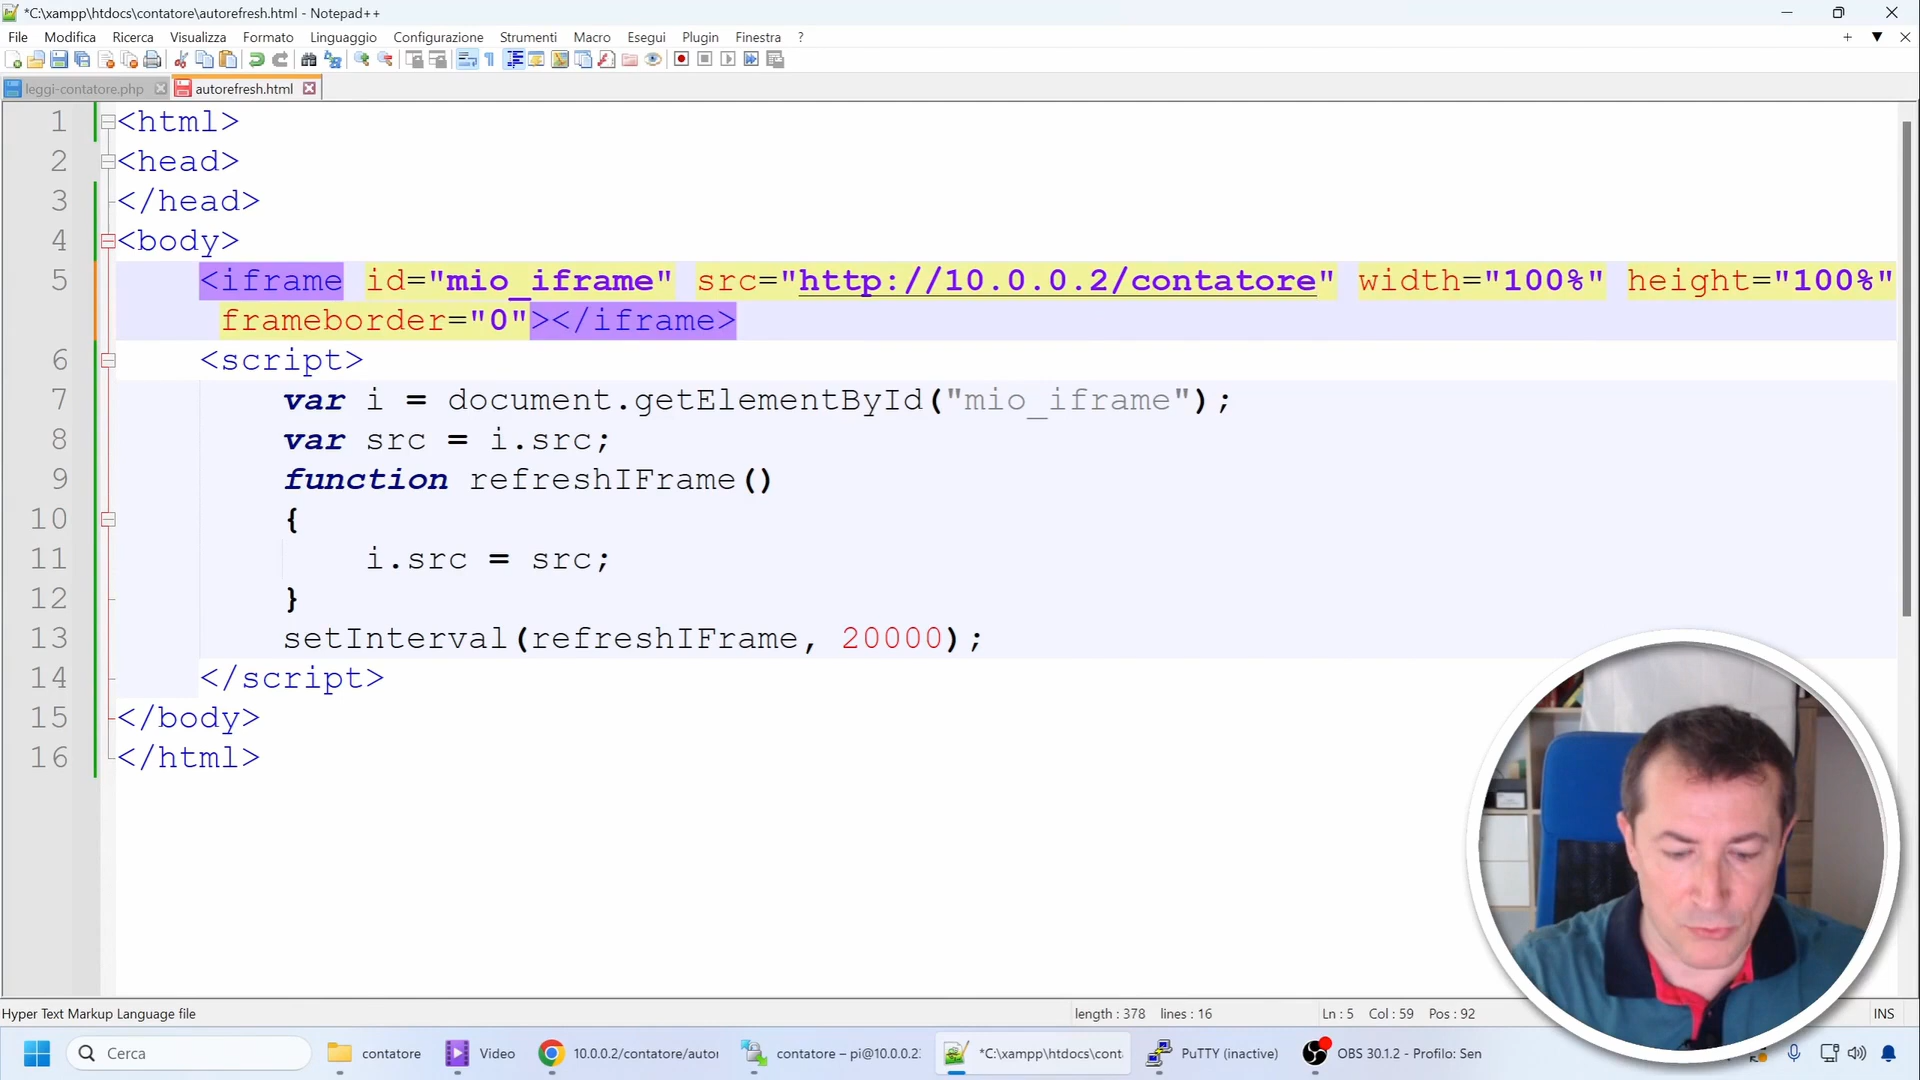 *C:\xampp\htdocs\contatore\autorefresh.html - Notepad++
File Modifica Ricerca Visualizza Formato Linguaggio Configurazione Strumenti Macro Esegui Plugin Finestra ?
leggi-contatore.php autorefresh.html
1 <html>
2 <head>
3 </head>
4 <body>
5 <iframe id="mio_iframe" src="http://10.0.0.2/contatore" width="100%" height="100%"
frameborder="0"></iframe>
6 <script>
7 var i = document.getElementById("mio_iframe");
8 var src = i.src;
9 function refreshIFrame()
10 {
11 i.src = src;
12 }
13 setInterval(refreshIFrame, 20000);
14 </script>
15 </body>
16 </html>
Hyper Text Markup Language file length : 378 lines : 16 Ln : 5 Col : 59 Pos : 92 INS
Cerca contatore Video 10.0.0.2/contatore/autor contatore – pi@10.0.0.2: *C:\xampp\htdocs\cont PuTTY (inactive) OBS 30.1.2 - Profilo: Sen